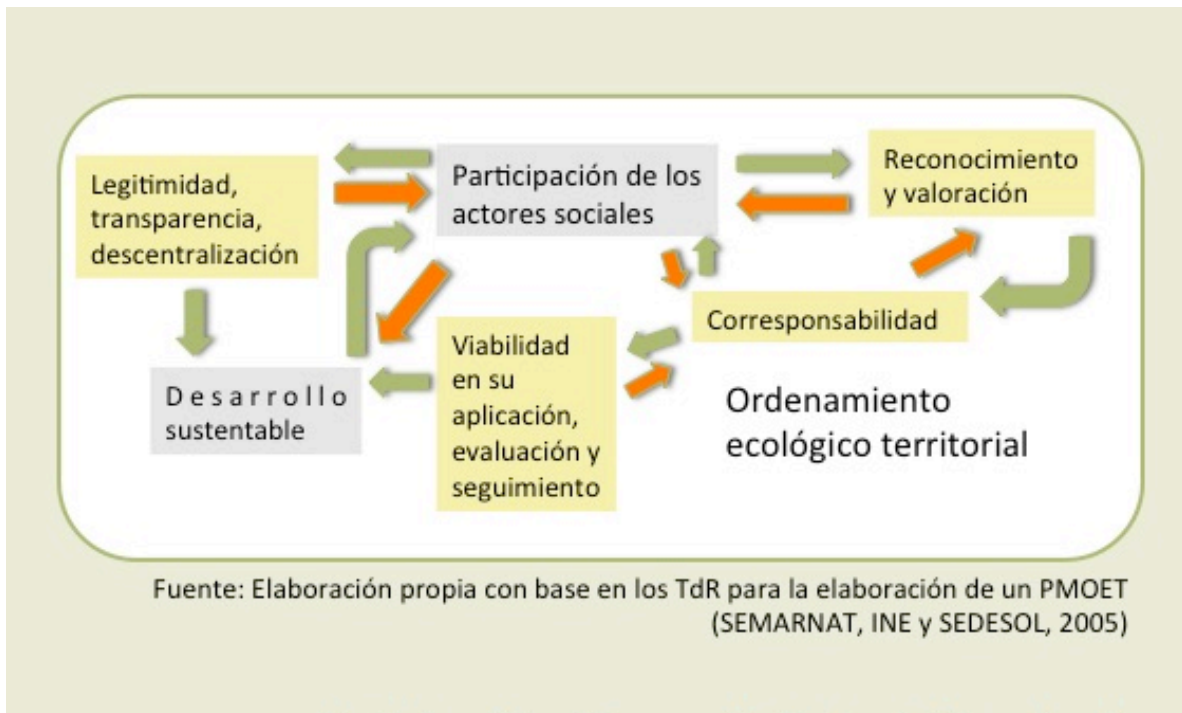 Legitimidad,
transparencia,
descentralización
Participación de los
actores sociales
Reconocimiento
y valoración
Corresponsabilidad
Viabilidad
en su
aplicación,
evaluación y
seguimiento
Desarrollo
sustentable
Ordenamiento
ecológico territorial
Fuente: Elaboración propia con base en los TdR para la elaboración de un PMOET
(SEMARNAT, INE y SEDESOL, 2005)